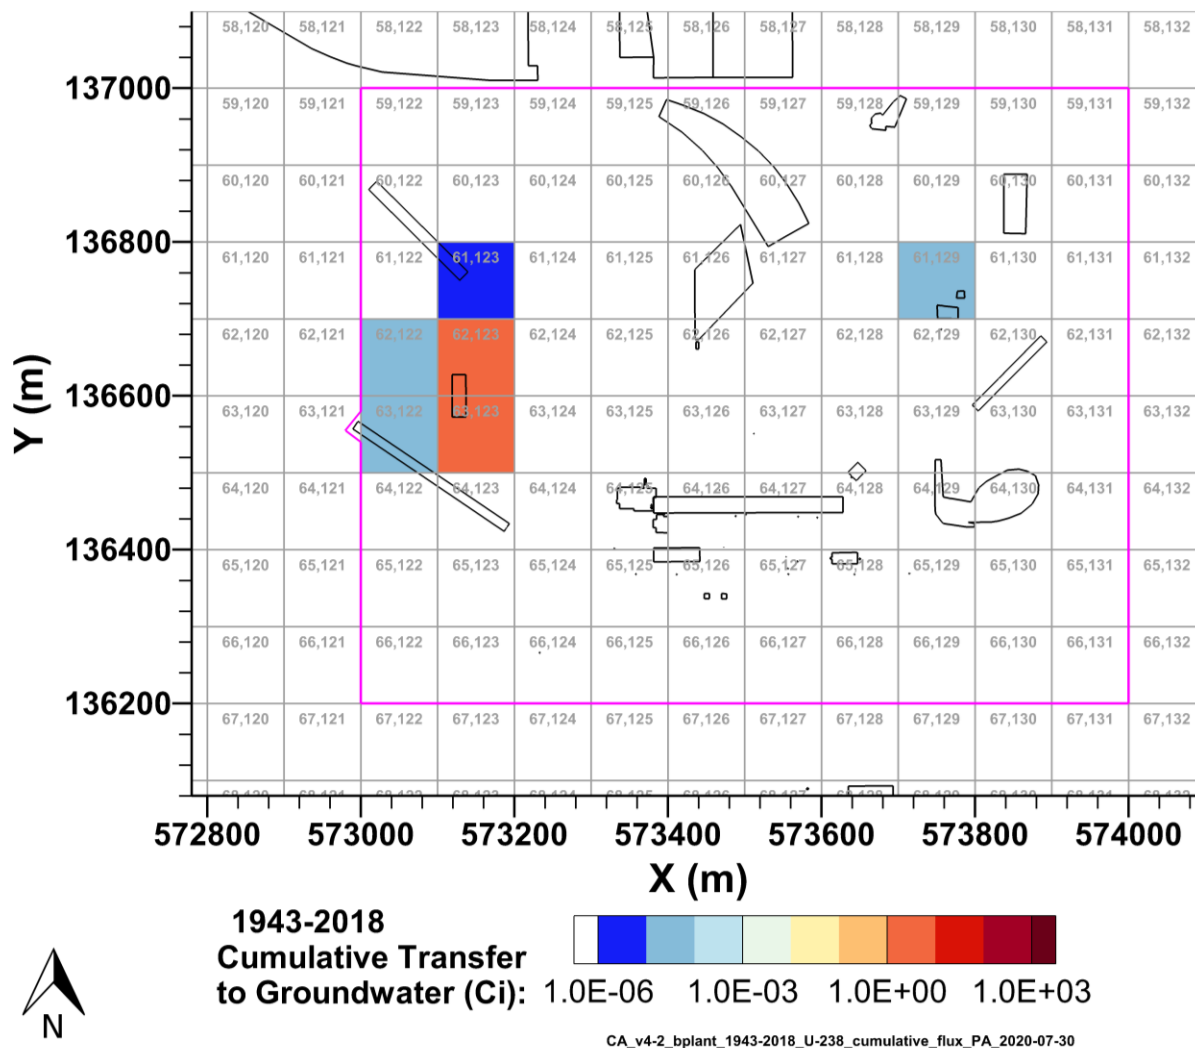 58,120 58,121 58,122 58,123 58,124 58,125 58,126 58,127 58,128 58,129 58,130 58,131 58,132
137000
59,120 59,121 59,122 59,123 59,124 59,125 59,126 59,127 59,128 59,129 59,130 59,131 59,132
60,120 60,121 60,122 60,123 60,124 60,125 60,126 60,127 60,128 60,129 60,130 60,131 60,132
136800
61,120 61,121 61,122 61,123 61,124 61,125 61,126 61,127 61,128 61,129 61,130 61,131 61,132
62,120 62,121 62,122 62,123 62,124 62,125 62,126 62,127 62,128 62,129 62,130 62,131 62,132
Y (m)
136600
63,120 63,121 63,122 63,123 63,124 63,125 63,126 63,127 63,128 63,129 63,130 63,131 63,132
64,120 64,121 64,122 64,123 64,124 64,125 64,126 64,127 64,128 64,129 64,130 64,131 64,132
136400
65,120 65,121 65,122 65,123 65,124 65,125 65,126 65,127 65,128 65,129 65,130 65,131 65,132
66,120 66,121 66,122 66,123 66,124 66,125 66,126 66,127 66,128 66,129 66,130 66,131 66,132
136200
67,120 67,121 67,122 67,123 67,124 67,125 67,126 67,127 67,128 67,129 67,130 67,131 67,132
572800 573000 573200 573400 573600 573800 574000
X (m)
1943-2018
Cumulative Transfer
to Groundwater (Ci):
1.0E-06 1.0E-03 1.0E+00 1.0E+03
N
CA_v4-2_bplant_1943-2018_U-238_cumulative_flux_PA_2020-07-30